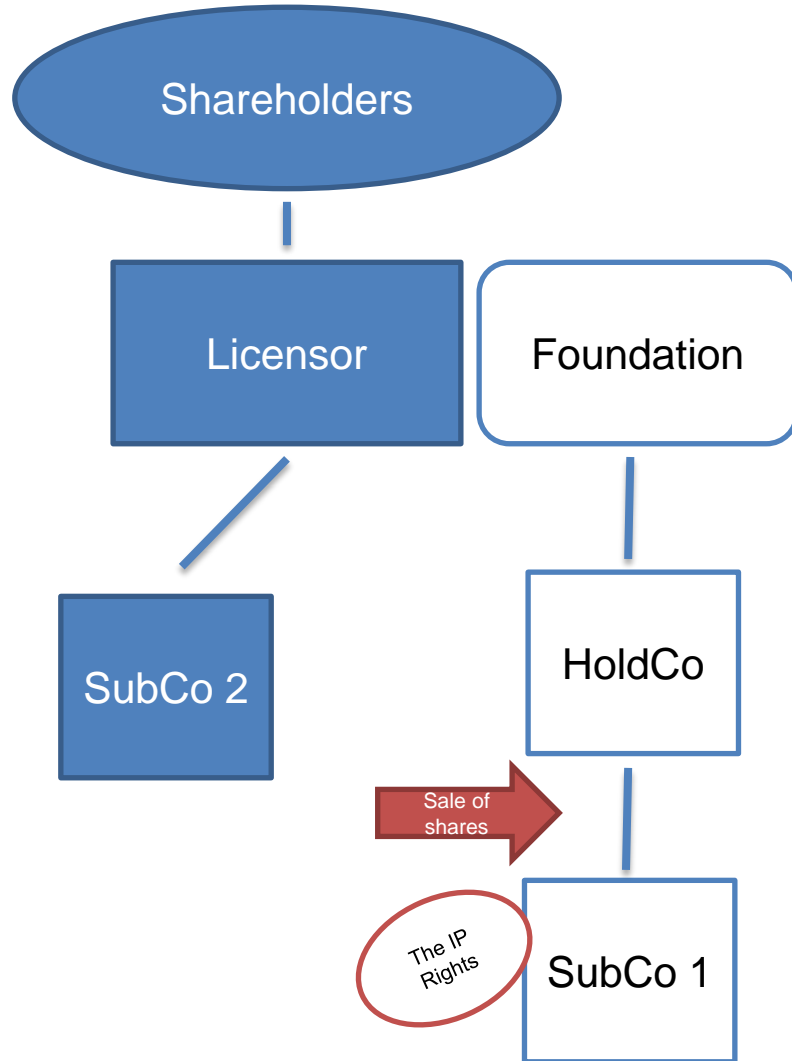 Shareholders
Licensor
Foundation
SubCo 2
HoldCo
Sale of
shares
The IP
Rights
SubCo 1